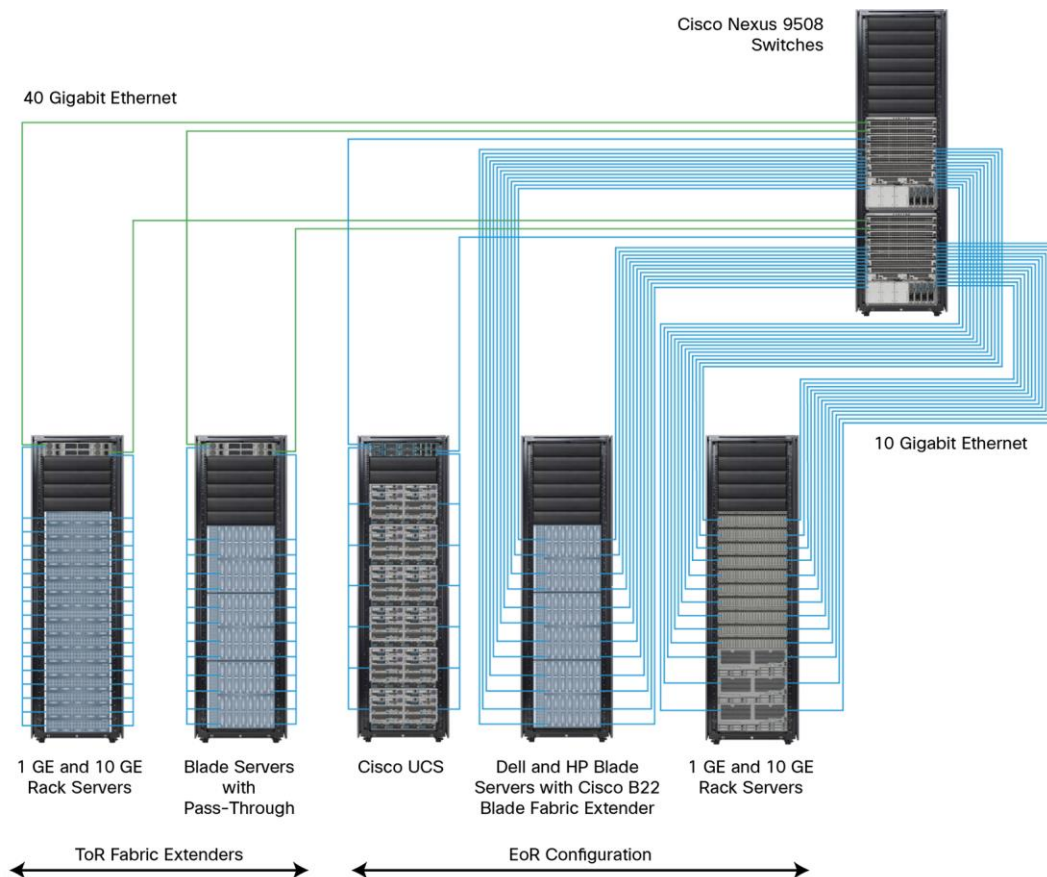 Cisco Nexus 9508
Switches
40 Gigabit Ethernet
10 Gigabit Ethernet
1 GE and 10 GE
Rack Servers
Blade Servers
with
Pass-Through
Cisco UCS
Dell and HP Blade
Servers with Cisco B22
Blade Fabric Extender
1 GE and 10 GE
Rack Servers
ToR Fabric Extenders
EoR Configuration